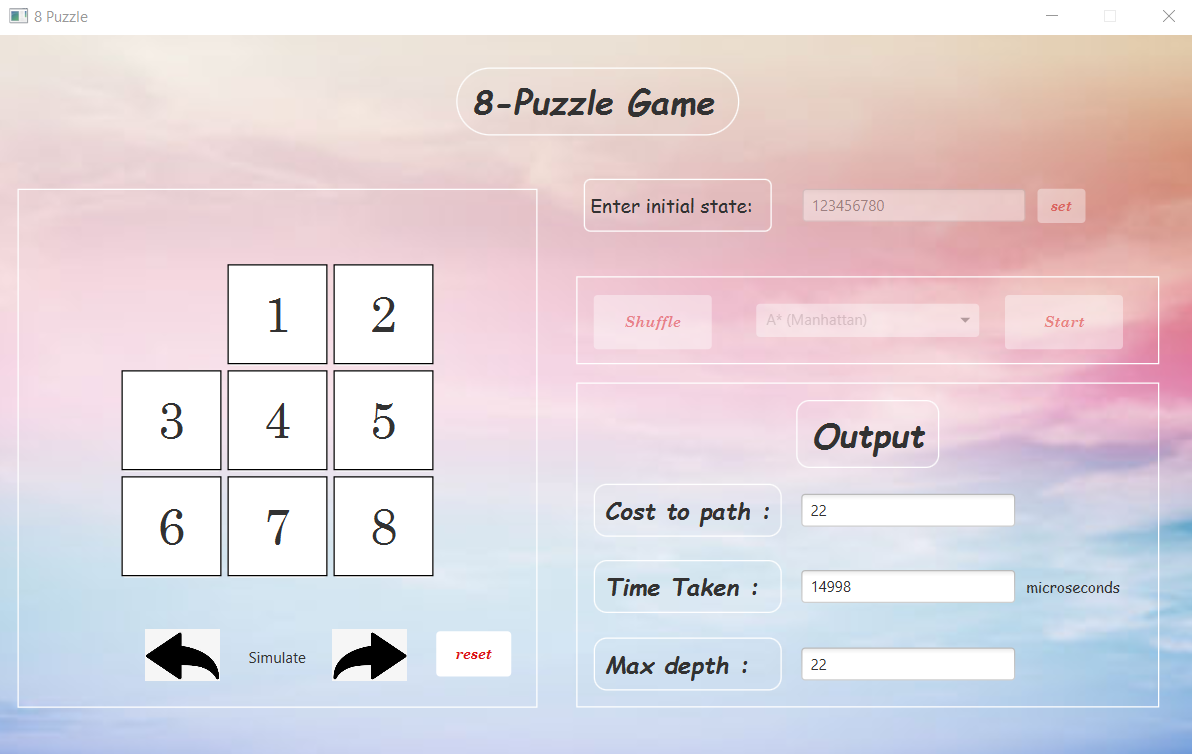 8 Puzzle
8-Puzzle Game
Enter initial state:
123456780
set
1 2
3 4 5
6 7 8
Simulate
reset
Shuffle
A* (Manhattan)
Start
Output
Cost to path :
22
Time Taken :
14998
microseconds
Max depth :
22